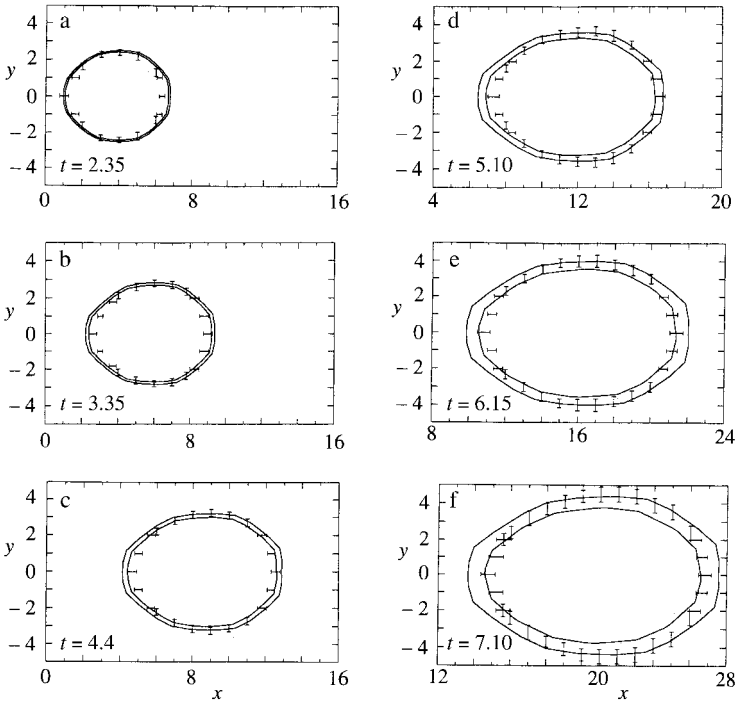 a
4
2
y 0
−2
−4
t = 2.35
0 8 16
b
4
2
y 0
−2
−4
t = 3.35
0 8 16
c
4
2
y 0
−2
−4
t = 4.4
0 8 16
x
d
4
2
y 0
−2
−4
t = 5.10
4 12 20
e
4
2
y 0
−2
−4
t = 6.15
8 16 24
f
4
2
y 0
−2
−4
t = 7.10
12 20 28
x